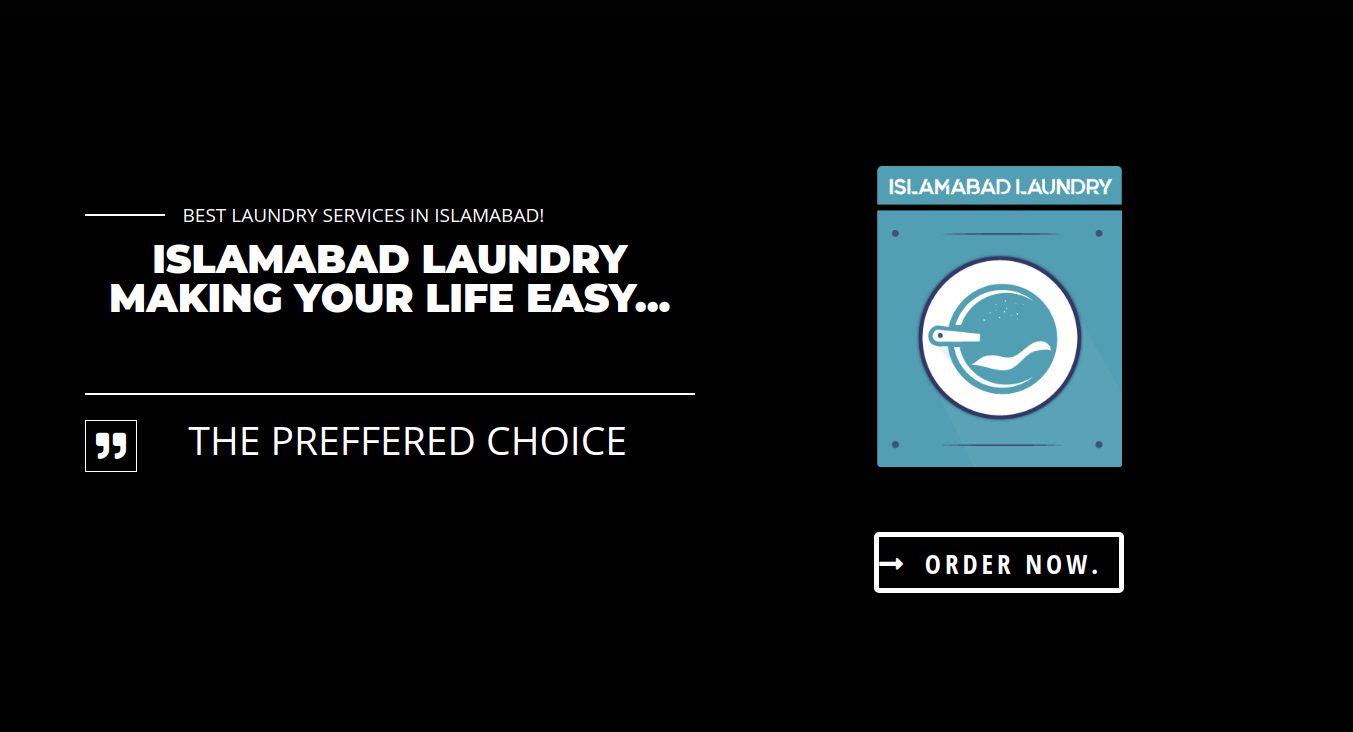 BEST LAUNDRY SERVICES IN ISLAMABAD!
ISLAMABAD LAUNDRY
MAKING YOUR LIFE EASY...
THE PREFFERED CHOICE
ISLAMABAD LAUNDRY
ORDER NOW.